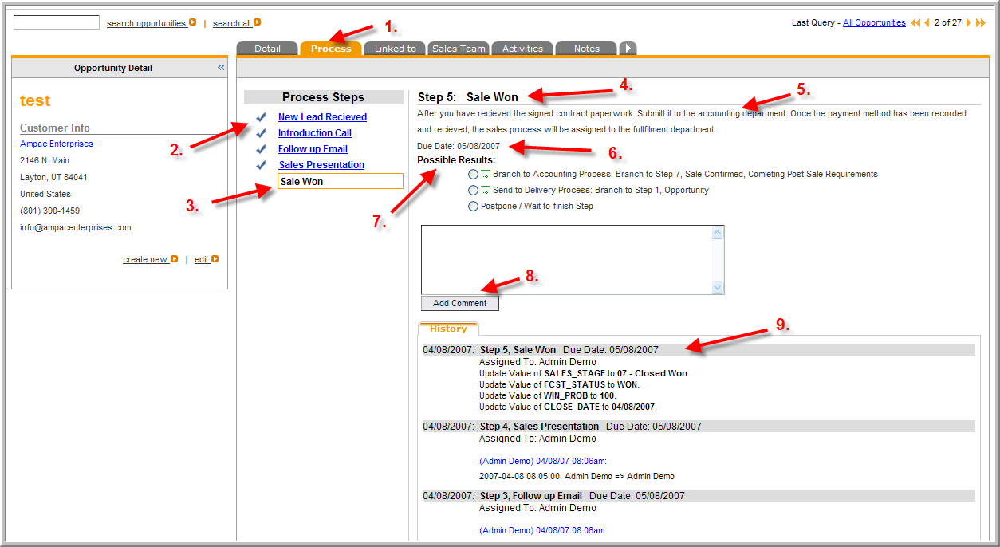 search opportunities | search all
Last Query - All Opportunities: 2 of 27
1.
Detail Process Linked to Sales Team Activities Notes
Opportunity Detail «
test
Customer Info
Ampac Enterprises
2146 N. Main
Layton, UT 84041
United States
(801) 390-1459
info@ampacenterprises.com
create new | edit
Process Steps
New Lead Recieved
Introduction Call
2.
Follow up Email
Sales Presentation
Sale Won
3.
Step 5: Sale Won
4.
5.
After you have recieved the signed contract paperwork. Submitt it to the accounting department. Once the payment method has been recorded
and recieved, the sales process will be assigned to the fullfilment department.
Due Date: 05/08/2007
6.
Possible Results:
7.
Branch to Accounting Process: Branch to Step 7, Sale Confirmed, Comleting Post Sale Requirements
Send to Delivery Process: Branch to Step 1, Opportunity
Postpone / Wait to finish Step
8.
Add Comment
History
9.
04/08/2007: Step 5, Sale Won Due Date: 05/08/2007
Assigned To: Admin Demo
Update Value of SALES_STAGE to 07 - Closed Won.
Update Value of FCST_STATUS to WON.
Update Value of WIN_PROB to 100.
Update Value of CLOSE_DATE to 04/08/2007.
04/08/2007: Step 4, Sales Presentation Due Date: 05/08/2007
Assigned To: Admin Demo
(Admin Demo) 04/08/07 08:06am:
2007-04-08 08:05:00: Admin Demo => Admin Demo
04/08/2007: Step 3, Follow up Email Due Date: 05/08/2007
Assigned To: Admin Demo
(Admin Demo) 04/08/07 08:06am: